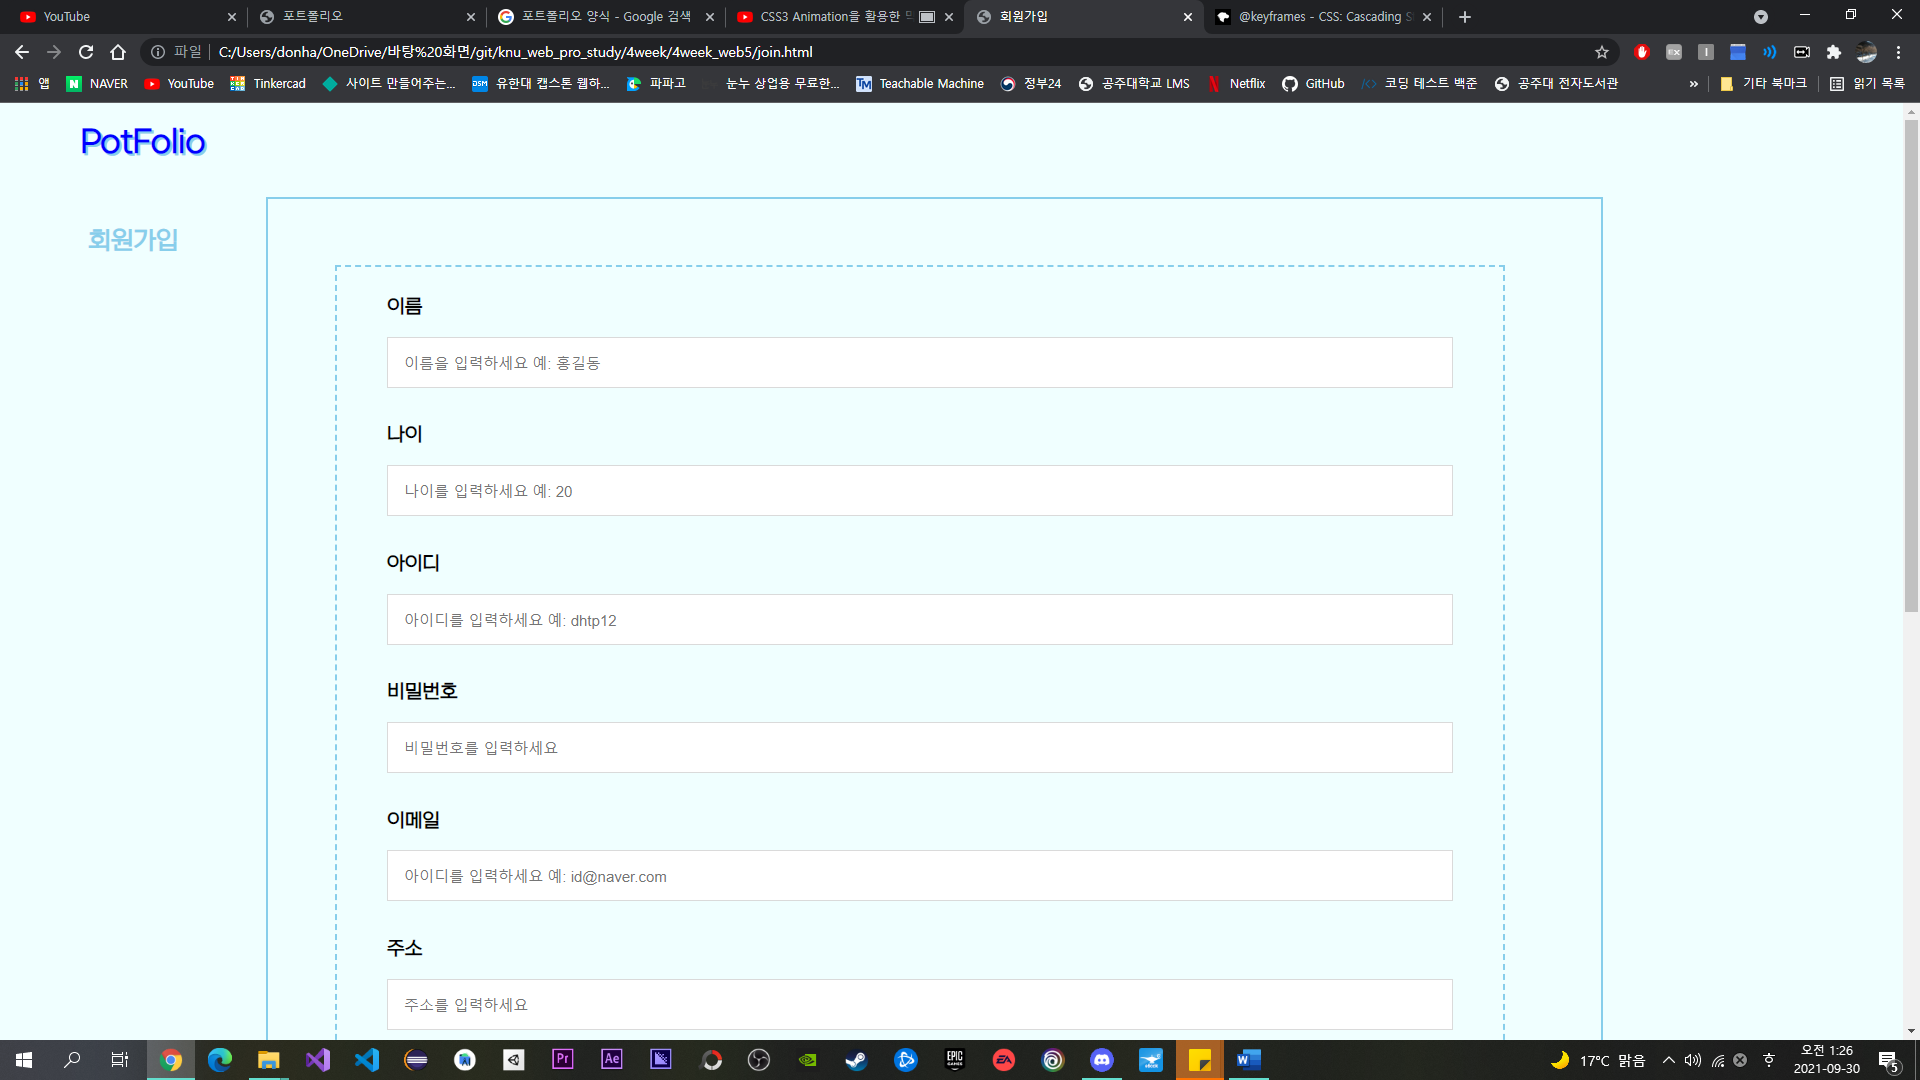 YouTube
포트폴리오
포트폴리오 양식 - Google 검색
CSS3 Animation을 활용한
회원가입
@keyframes - CSS: Cascading S
파일
C:/Users/donha/OneDrive/바탕%20화면/git/knu_web_pro_study/4week/4week_web5/join.html
앱
NAVER
YouTube
Tinkercad
사이트 만들어주는...
유한대 캡스톤 웹하...
파파고
눈누 상업용 무료한...
Teachable Machine
정부24
공주대학교 LMS
Netflix
GitHub
코딩 테스트 백준
공주대 전자도서관
»
기타 북마크
읽기 목록
PotFolio
회원가입
이름
이름을 입력하세요 예: 홍길동
나이
나이를 입력하세요 예: 20
아이디
아이디를 입력하세요 예: dhtp12
비밀번호
비밀번호를 입력하세요
이메일
아이디를 입력하세요 예: id@naver.com
주소
주소를 입력하세요
17°C 맑음
오전 1:26
2021-09-30
5